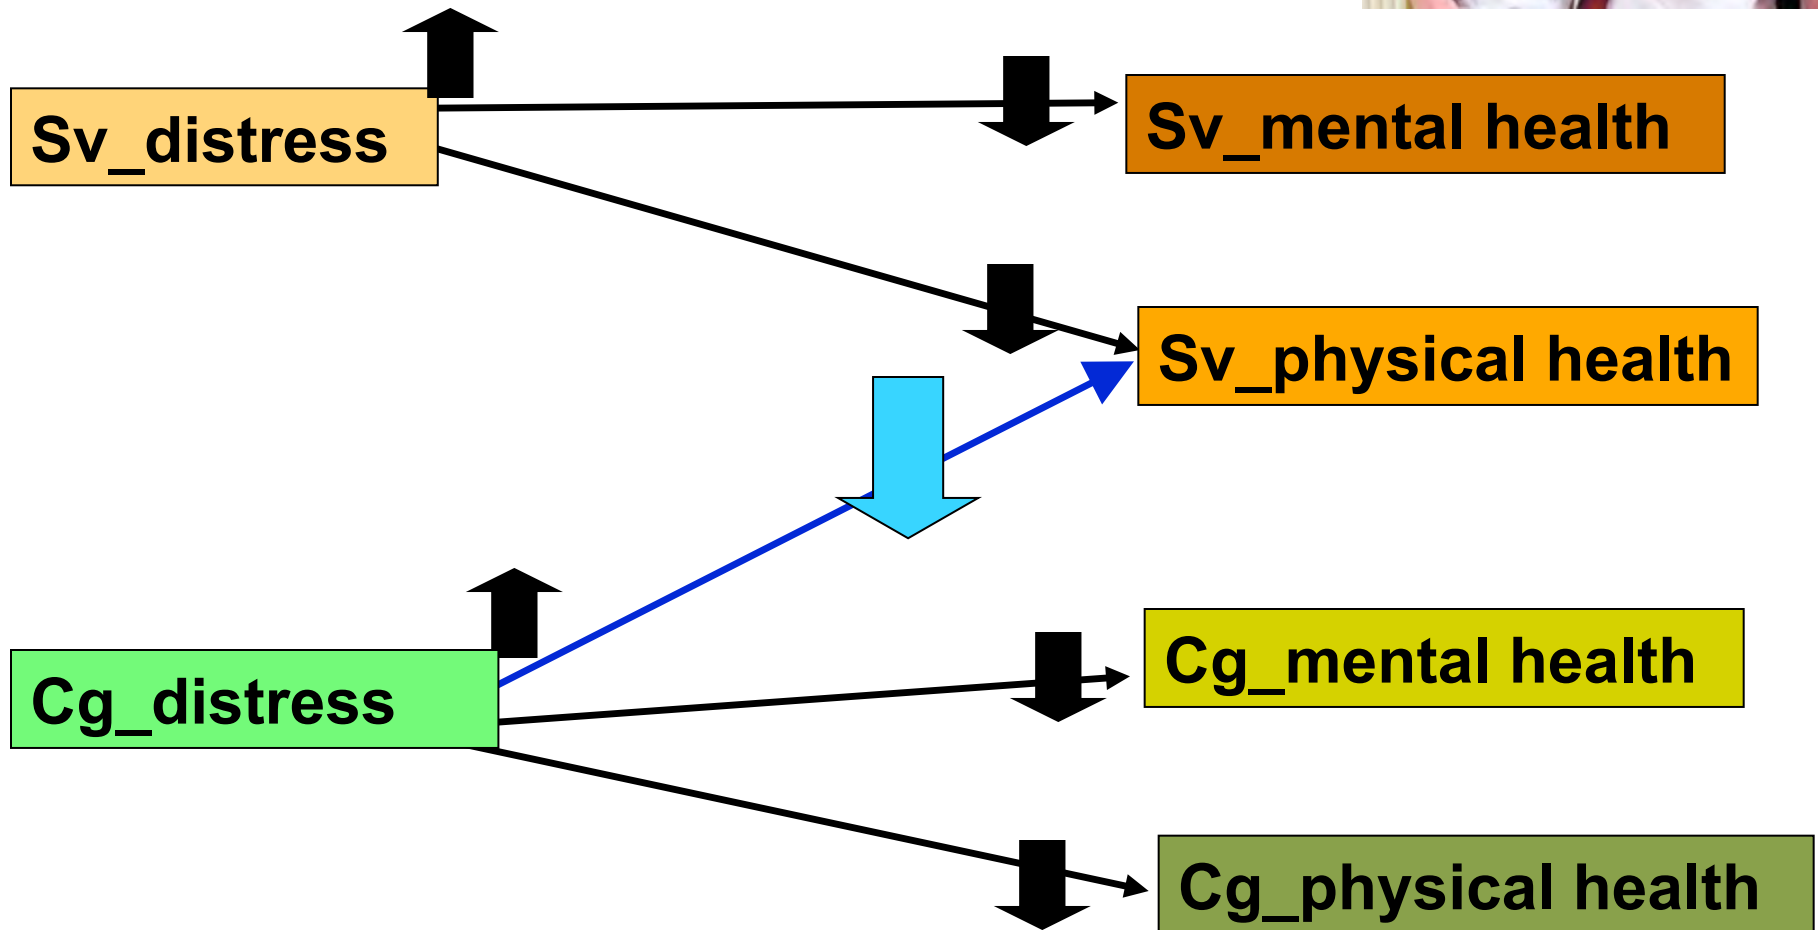 Sv_distress
Sv_mental health
Sv_physical health
Cg_distress
Cg_mental health
Cg_physical health